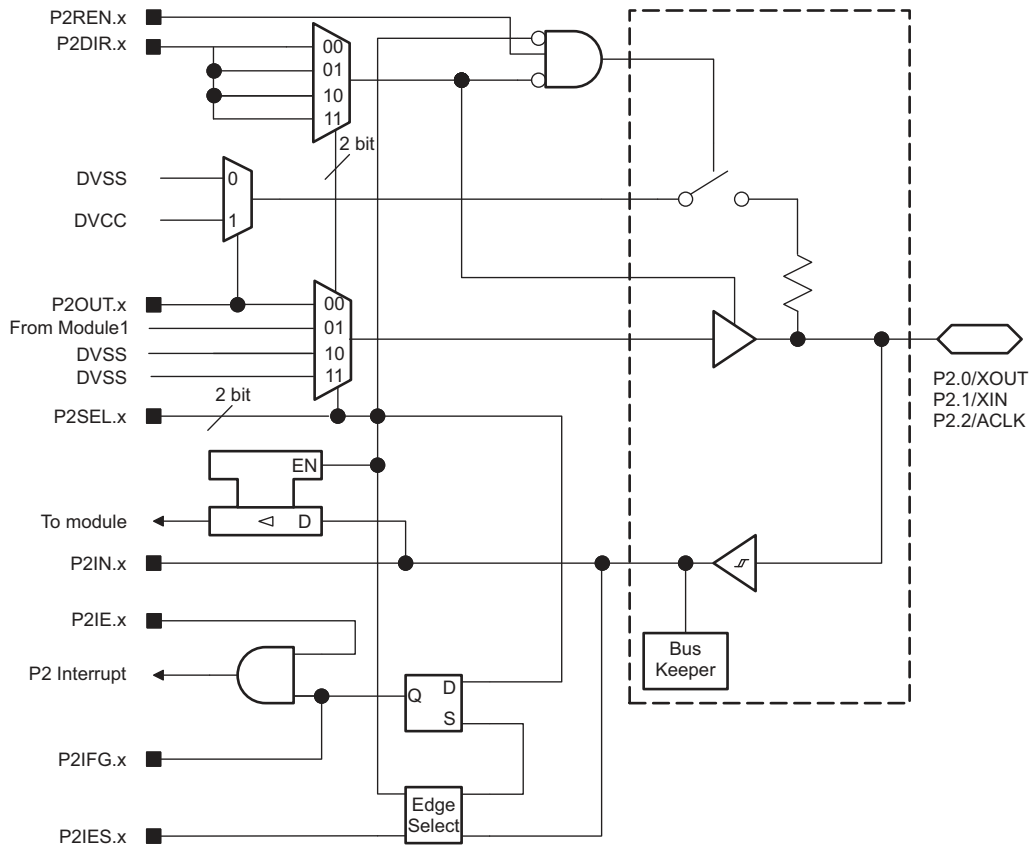 P2REN.x
P2DIR.x
00
01
10
11
2 bit
DVSS
0
DVCC
1
P2OUT.x
00
From Module1
01
DVSS
10
DVSS
11
2 bit
P2SEL.x
EN
To module
D
P2IN.x
P2.0/XOUT
P2.1/XIN
P2.2/ACLK
P2IE.x
Bus
Keeper
P2 Interrupt
Q
D
S
P2IFG.x
Edge
Select
P2IES.x